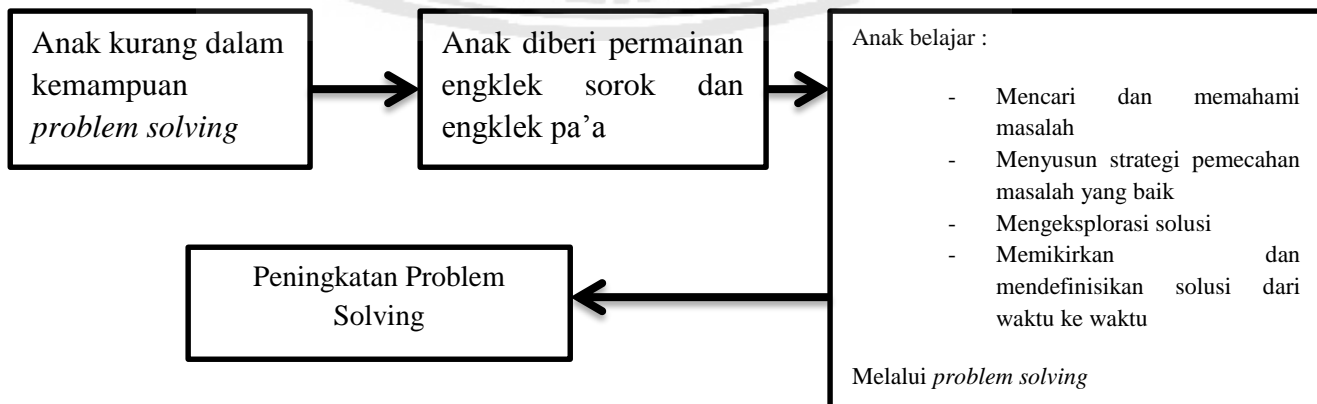 Anak kurang dalam
kemampuan
problem solving
Anak diberi permainan
engklek sorok dan
engklek pa’a
Anak belajar :
- Mencari dan memahami
masalah
- Menyusun strategi pemecahan
masalah yang baik
- Mengeksplorasi solusi
- Memikirkan dan
mendefinisikan solusi dari
waktu ke waktu
Melalui problem solving
Peningkatan Problem
Solving